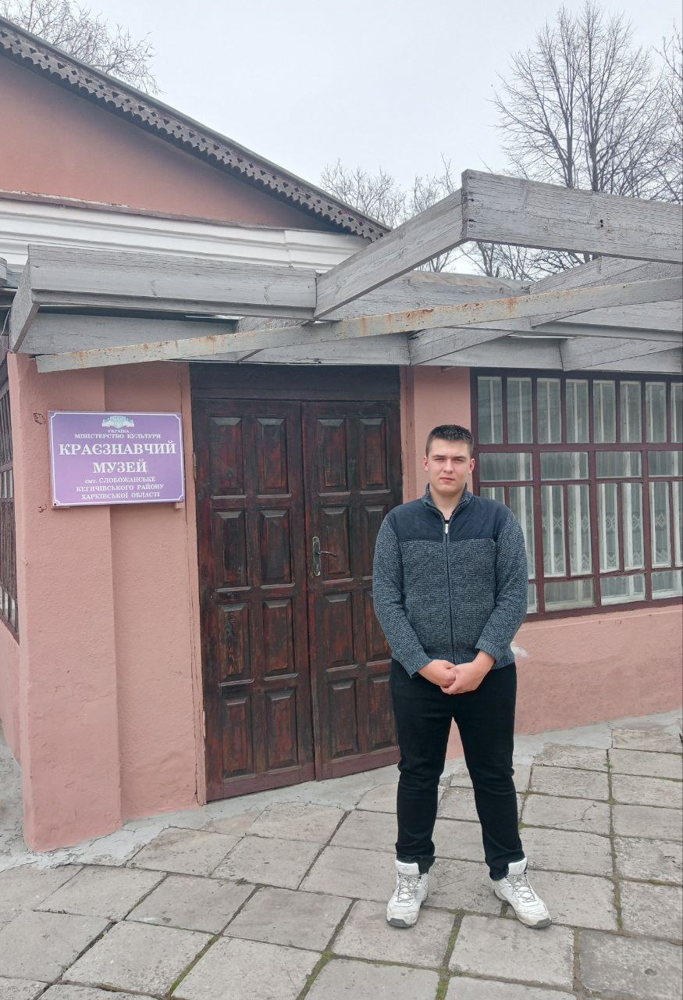 УКРАЇНА
МІНІСТЕРСТВО КУЛЬТУРИ
КРАЄЗНАВЧИЙ
МУЗЕЙ
смт. СЛОБОЖАНСЬКЕ
КЕГИЧІВСЬКОГО РАЙОНУ
ХАРКІВСЬКОЇ ОБЛАСТІ